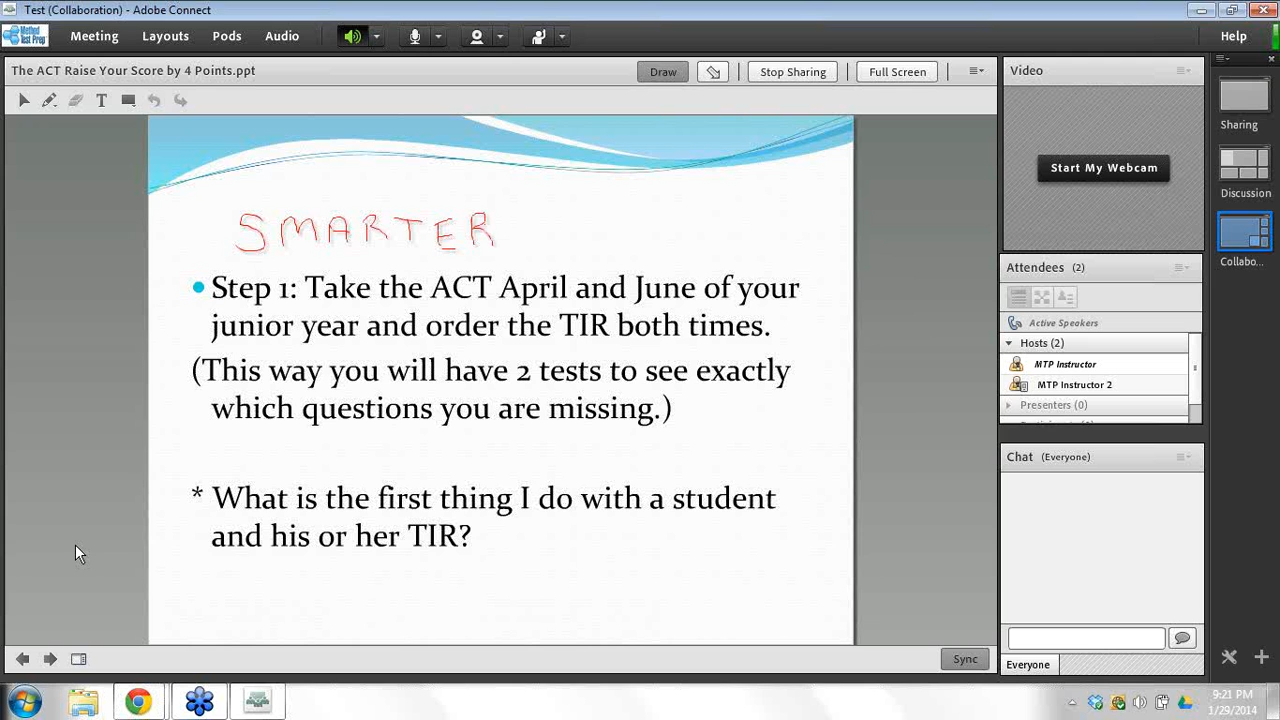 Test (Collaboration) - Adobe Connect
Method Test Prep
Meeting Layouts Pods Audio Help
The ACT Raise Your Score by 4 Points.ppt
Draw Stop Sharing Full Screen
T
SMARTER
Step 1: Take the ACT April and June of your
junior year and order the TIR both times.
(This way you will have 2 tests to see exactly
which questions you are missing.)
* What is the first thing I do with a student
and his or her TIR?
Sync
Video
Start My Webcam
Attendees (2)
Active Speakers
Hosts (2)
MTP Instructor
MTP Instructor 2
Presenters (0)
Chat (Everyone)
Everyone
Sharing
Discussion
Collabo...
9:21 PM
1/29/2014